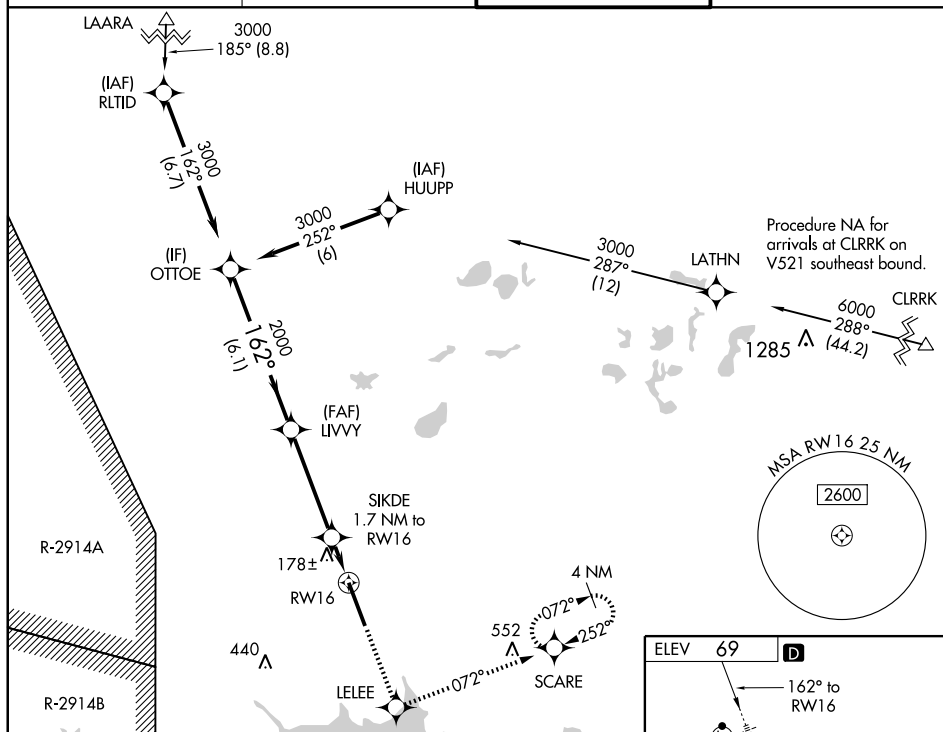 LAARA
3000
185° (8.8)
(IAF)
RLTID
3000
162°
(6.7)
(IAF)
HUUPP
3000
252°
(6)
(IF)
OTTOE
3000
287°
(12)
LATHN
Procedure NA for
arrivals at CLRRK on
V521 southeast bound.
CLRRK
6000
288°
(44.2)
1285
2000
162°
(6.1)
(FAF)
LIVVY
MSA RW16 25 NM
2600
SIKDE
1.7 NM to
RW16
178±
RW16
R-2914A
4 NM
072°
252°
552
440
SCARE
072°
LELEE
R-2914B
ELEV 69
D
162° to
RW16